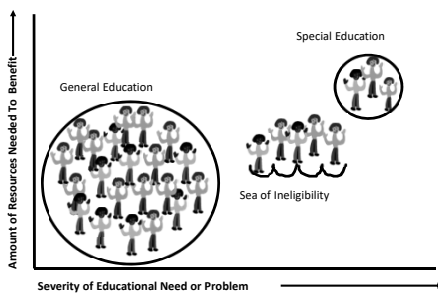 Special Education
General Education
Sea of Ineligibility
Amount of Resources Needed To Benefit
Severity of Educational Need or Problem